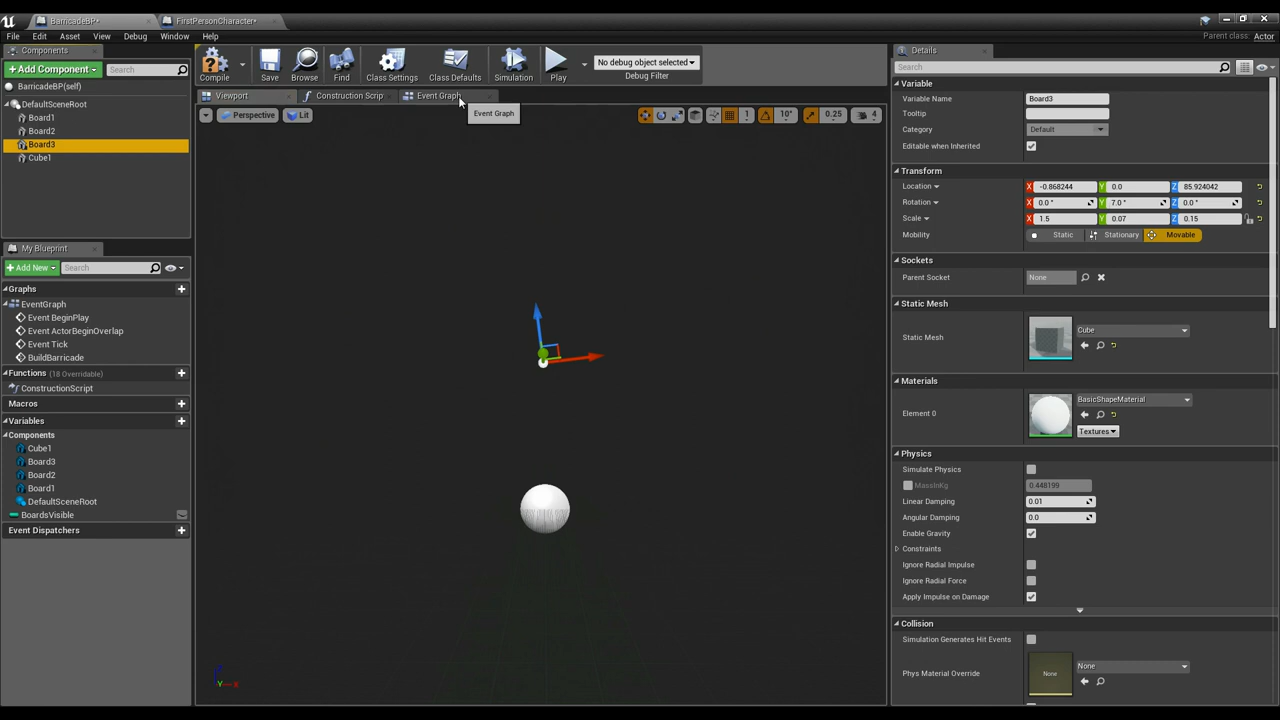 BarricadeBP*
FirstPersonCharacter*
File Edit Asset View Debug Window Help
Parent class: Actor
Components
+ Add Component
Search
BarricadeBP(self)
DefaultSceneRoot
Board1
Board2
Board3
Cube1
My Blueprint
+ Add New
Search
Graphs
EventGraph
Event BeginPlay
Event ActorBeginOverlap
Event Tick
BuildBarricade
Functions (18 Overridable)
ConstructionScript
Macros
Variables
Components
Cube1
Board3
Board2
Board1
DefaultSceneRoot
BoardsVisible
Event Dispatchers
Compile Save Browse Find Class Settings Class Defaults Simulation Play
No debug object selected
Debug Filter
Viewport Construction Scrip Event Graph
Event Graph
Perspective Lit
1 10° 0.25 4
Z
Y X
Details
Search
Variable
Variable Name Board3
Tooltip
Category Default
Editable when Inherited
Transform
Location X -0.868244 Y 0.0 Z 85.924042
Rotation X 0.0 ° Y 7.0 ° Z 0.0 °
Scale X 1.5 Y 0.07 Z 0.15
Mobility Static Stationary Movable
Sockets
Parent Socket None
Static Mesh
Static Mesh Cube
Materials
Element 0 BasicShapeMaterial
Textures
Physics
Simulate Physics
MassInKg 0.448199
Linear Damping 0.01
Angular Damping 0.0
Enable Gravity
Constraints
Ignore Radial Impulse
Ignore Radial Force
Apply Impulse on Damage
Collision
Simulation Generates Hit Events
Phys Material Override None None